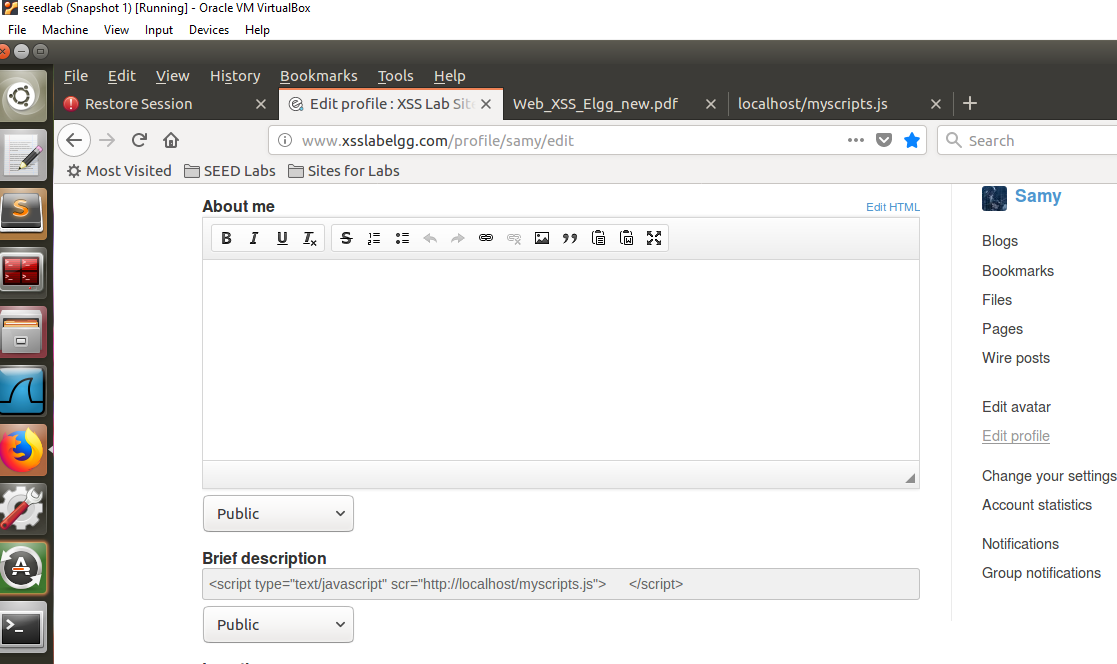 seedlab (Snapshot 1) [Running] - Oracle VM VirtualBox
File Machine View Input Devices Help
File Edit View History Bookmarks Tools Help
Restore Session Edit profile : XSS Lab Sit Web_XSS_Elgg_new.pdf localhost/myscripts.js
www.xsslabelgg.com/profile/samy/edit Search
Most Visited SEED Labs Sites for Labs
About me Edit HTML
B I U Tx S
Public
Brief description
<script type="text/javascript" scr="http://localhost/myscripts.js"> </script>
Public
Samy
Blogs
Bookmarks
Files
Pages
Wire posts
Edit avatar
Edit profile
Change your settings
Account statistics
Notifications
Group notifications